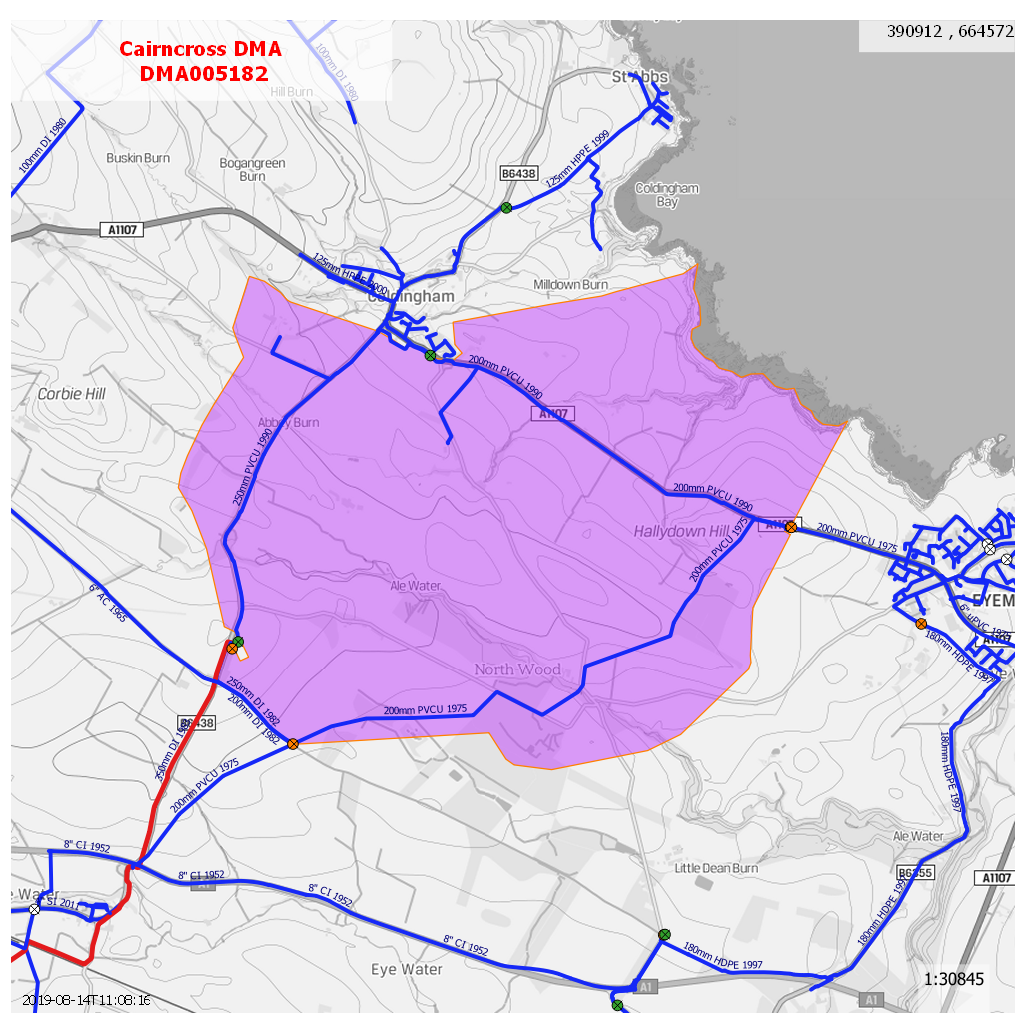 390912 , 664572
Cairncross DMA
DMA005182
100mm DI 1980
St Abbs
Hill Burn
100mm DI 1980
Buskin Burn
Bogangreen
Burn
B6438
125mm HPPE 1999
Coldingham
Bay
A1107
125mm HPPE 2000
Milldown Burn
Coldingham
200mm PVCU 1990
Corbie Hill
A1107
Abbey Burn
250mm PVCU 1990
200mm PVCU 1990
Hallydown Hill
A1107
200mm PVCU 1975
200mm PVCU 1975
6" AC 1965
Ale Water
EYEM
6" uPVC 197
A1107
180mm HDPE 1997
North Wood
250mm DI 1982
200mm DI 1982
200mm PVCU 1975
B6438
350mm DI 198
200mm PVCU 1975
180mm HDPE 1997
8" CI 1952
8" CI 1952
A1
8" CI 1952
Ale Water
Little Dean Burn
B6355
A1107
e Water
SI 2011
180mm HDPE 1997
8" CI 1952
180mm HDPE 1997
Eye Water
A1
1:30845
A1
2019-08-14T11:08:16